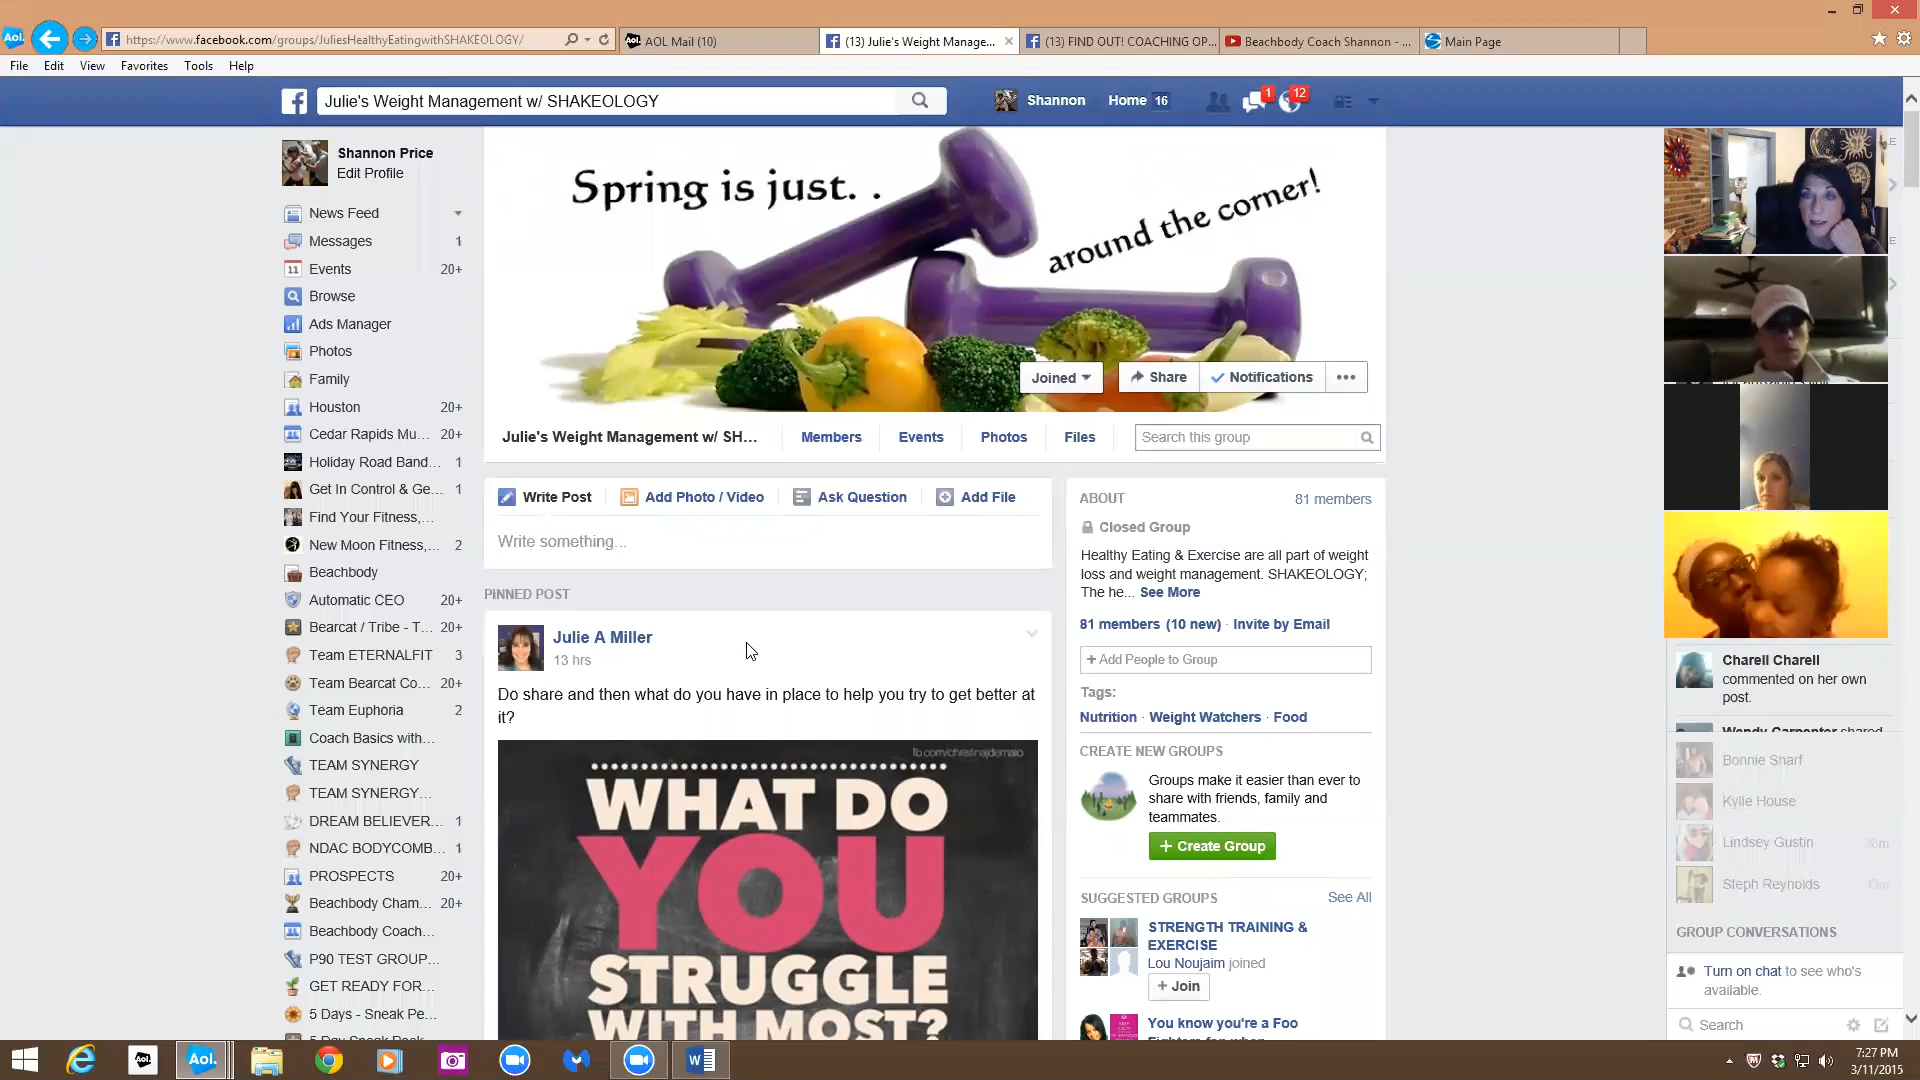 https://www.facebook.com/groups/JuliesHealthyEatingwithSHAKEOLOGY/
AOL Mail (10)
(13) Julie's Weight Manage...
(13) FIND OUT! COACHING OP...
Beachbody Coach Shannon - ...
Main Page
File Edit View Favorites Tools Help
Julie's Weight Management w/ SHAKEOLOGY
Shannon
Home 16
1
12
Shannon Price
Edit Profile
News Feed
Messages 1
Events 20+
Browse
Ads Manager
Photos
Family
Houston 20+
Cedar Rapids Mu... 20+
Holiday Road Band... 1
Get In Control & Ge... 1
Find Your Fitness,...
New Moon Fitness,... 2
Beachbody
Automatic CEO 20+
Bearcat / Tribe - T... 20+
Team ETERNALFIT 3
Team Bearcat Co... 20+
Team Euphoria 2
Coach Basics with...
TEAM SYNERGY
TEAM SYNERGY...
DREAM BELIEVER... 1
NDAC BODYCOMB... 1
PROSPECTS 20+
Beachbody Cham... 20+
Beachbody Coach...
P90 TEST GROUP...
GET READY FOR...
5 Days - Sneak Pe...
Spring is just. . .
around the corner!
Joined
Share
Notifications
Julie's Weight Management w/ SH...
Members
Events
Photos
Files
Search this group
Write Post
Add Photo / Video
Ask Question
Add File
Write something...
PINNED POST
Julie A Miller
13 hrs
Do share and then what do you have in place to help you try to get better at
it?
fb.com/christinajdemaso
WHAT DO
YOU
STRUGGLE
WITH MOST?
ABOUT
81 members
Closed Group
Healthy Eating & Exercise are all part of weight
loss and weight management. SHAKEOLOGY;
The he... See More
81 members (10 new) · Invite by Email
+ Add People to Group
Tags:
Nutrition · Weight Watchers · Food
CREATE NEW GROUPS
Groups make it easier than ever to
share with friends, family and
teammates.
+ Create Group
SUGGESTED GROUPS
See All
STRENGTH TRAINING &
EXERCISE
Lou Noujaim joined
+ Join
You know you're a Foo
Charell Charell
commented on her own
post.
Wendy Carpenter shared
Bonnie Snarf
Kylie House
Lindsey Gustin
Steph Reynolds
GROUP CONVERSATIONS
Turn on chat to see who's
available.
Search
7:27 PM
3/11/2015